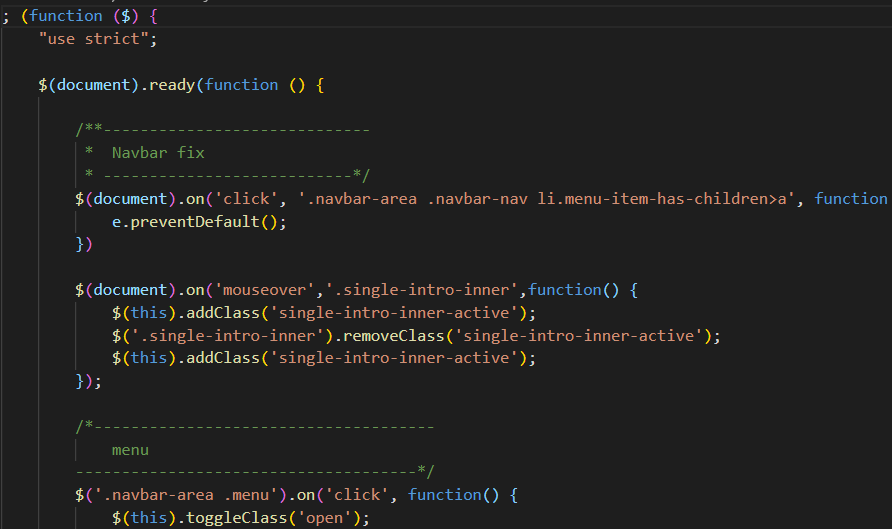 ; (function ($) {
    "use strict";

    $(document).ready(function () {

        /**-----------------------------
         *  Navbar fix
         * ---------------------------*/
        $(document).on('click', '.navbar-area .navbar-nav li.menu-item-has-children>a', function
            e.preventDefault();
        })

        $(document).on('mouseover','.single-intro-inner',function() {
            $(this).addClass('single-intro-inner-active');
            $('.single-intro-inner').removeClass('single-intro-inner-active');
            $(this).addClass('single-intro-inner-active');
        });

        /*-------------------------------------
            menu
        -------------------------------------*/
        $('.navbar-area .menu').on('click', function() {
            $(this).toggleClass('open');